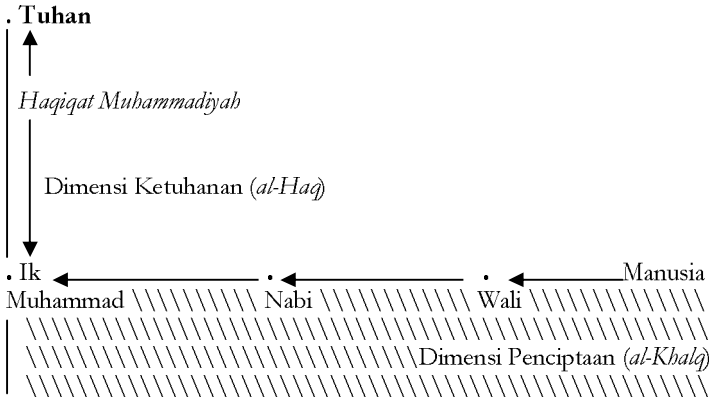 . Tuhan
Haqiqat Muhammadiyah
Dimensi Ketuhanan (al-Haq)
. Ik . . Manusia
Muhammad \\\\\\\\\\ Nabi \\\\\\\\\\ Wali \\\\\\\\\\\\\\
Dimensi Penciptaan (al-Khalq)